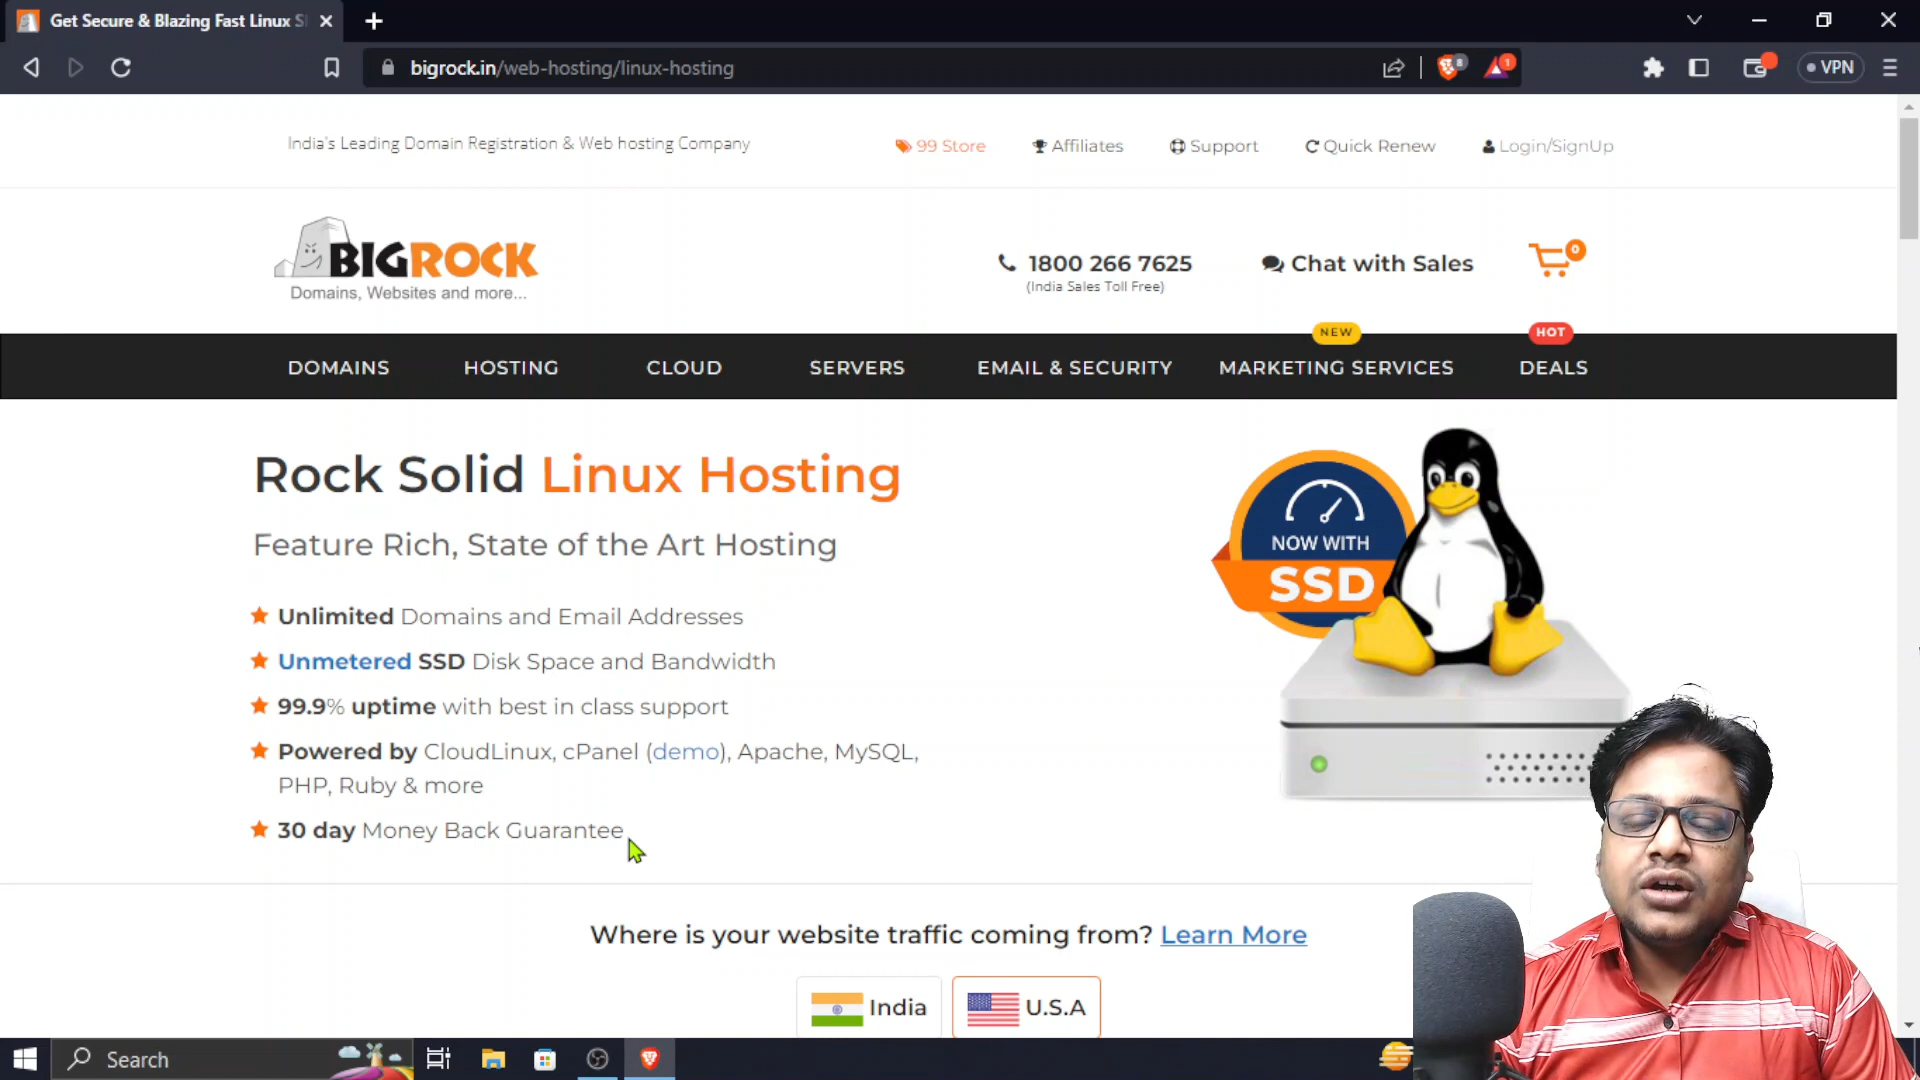 Get Secure & Blazing Fast Linux S
bigrock.in/web-hosting/linux-hosting
8
1
VPN
India's Leading Domain Registration & Web hosting Company
99 Store
Affiliates
Support
Quick Renew
Login/SignUp
BIGROCK
Domains, Websites and more...
1800 266 7625
(India Sales Toll Free)
Chat with Sales
0
NEW
HOT
DOMAINS
HOSTING
CLOUD
SERVERS
EMAIL & SECURITY
MARKETING SERVICES
DEALS
Rock Solid Linux Hosting
Feature Rich, State of the Art Hosting
Unlimited Domains and Email Addresses
Unmetered SSD Disk Space and Bandwidth
99.9% uptime with best in class support
Powered by CloudLinux, cPanel (demo), Apache, MySQL,
PHP, Ruby & more
30 day Money Back Guarantee
NOW WITH
SSD
Where is your website traffic coming from? Learn More
India
U.S.A
Search